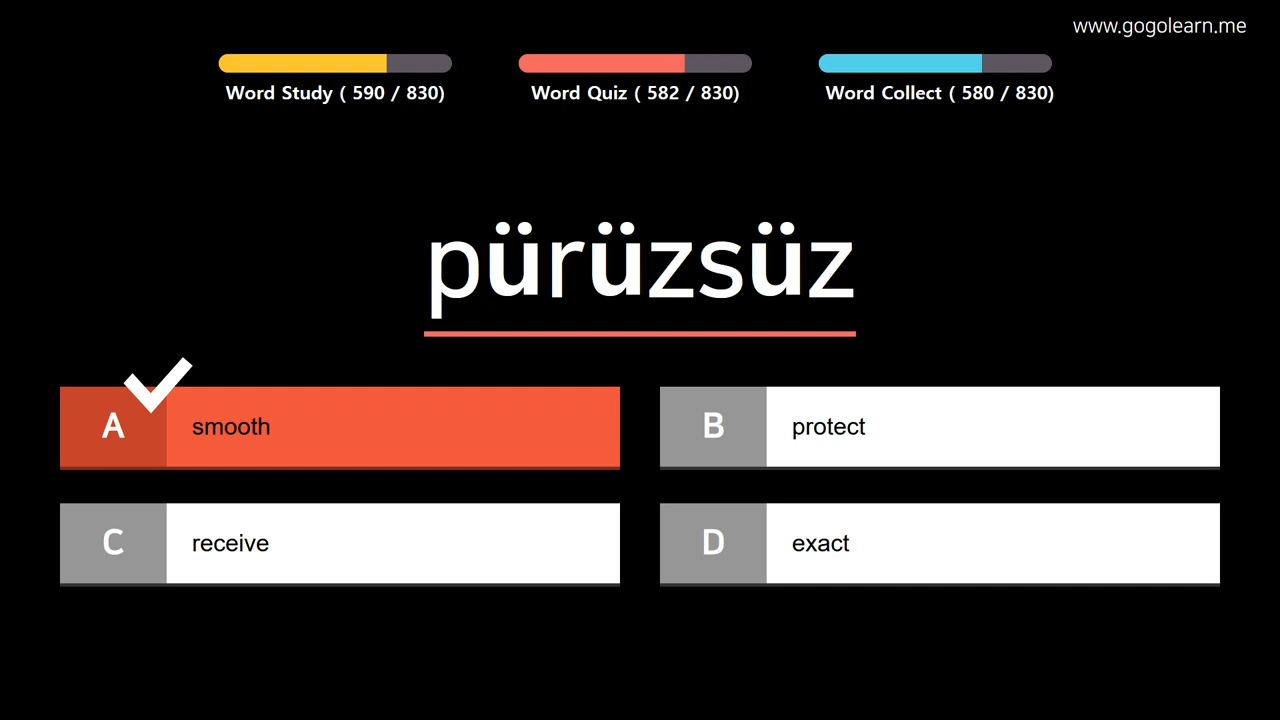 www.gogolearn.me
Word Study ( 590 / 830)
Word Quiz ( 582 / 830)
Word Collect ( 580 / 830)
pürüzsüz
A smooth
B protect
C receive
D exact